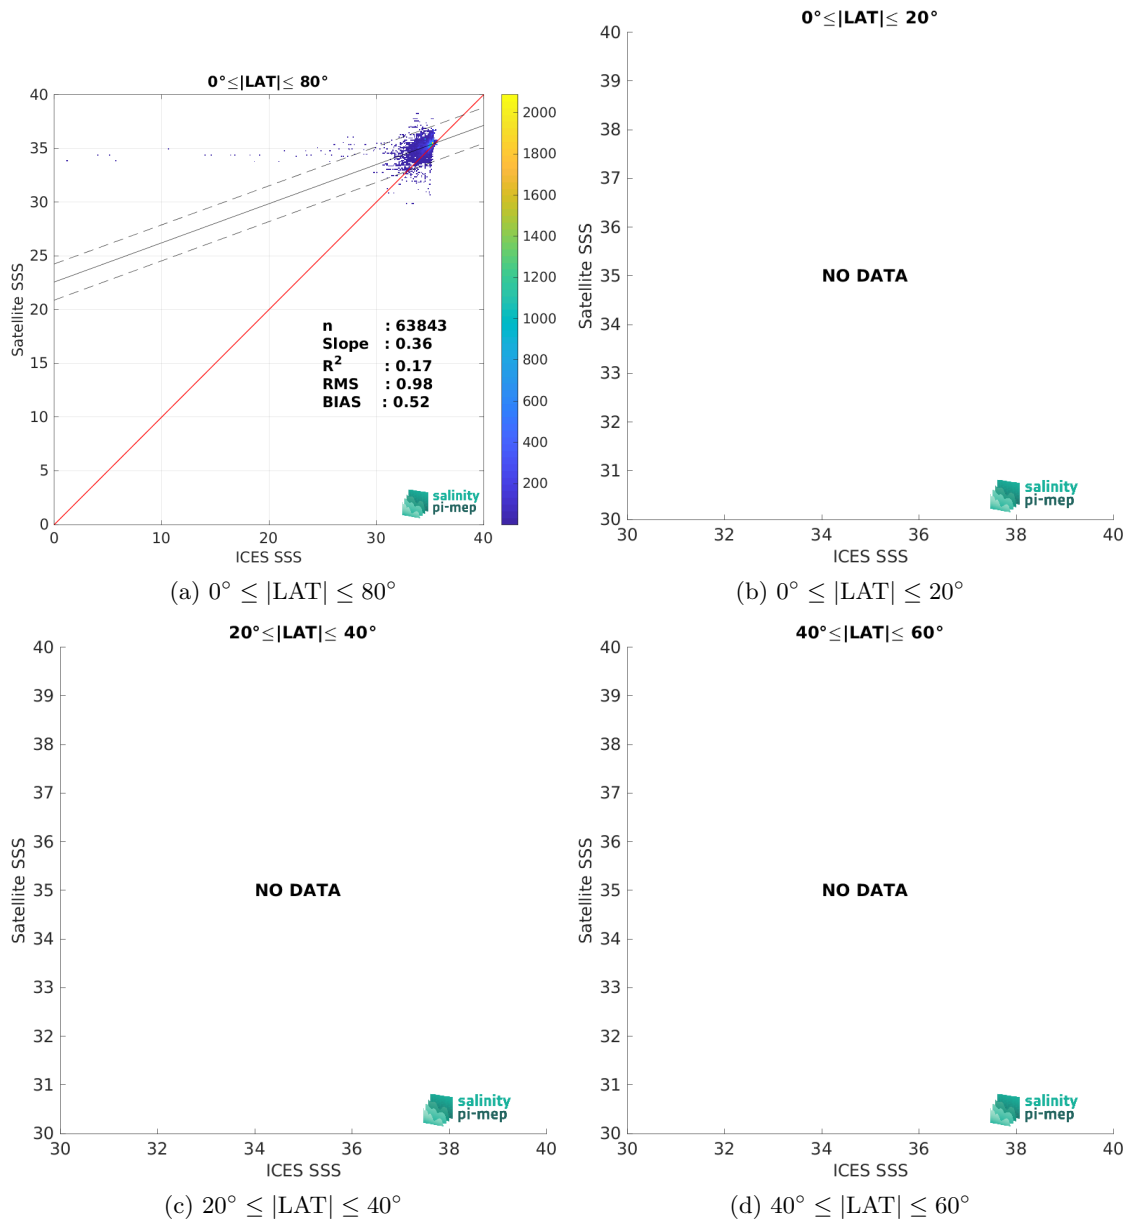 0°≤|LAT|≤ 80°
40
35
30
25
20
15
10
5
0
Satellite SSS
n : 63843
Slope : 0.36
R² : 0.17
RMS : 0.98
BIAS : 0.52
salinity
pi-mep
0 10 20 30 40
ICES SSS
2000
1800
1600
1400
1200
1000
800
600
400
200
(a) 0° ≤ |LAT| ≤ 80°
0°≤|LAT|≤ 20°
40
39
38
37
36
35
34
33
32
31
30
Satellite SSS
NO DATA
salinity
pi-mep
30 32 34 36 38 40
ICES SSS
(b) 0° ≤ |LAT| ≤ 20°
20°≤|LAT|≤ 40°
40
39
38
37
36
35
34
33
32
31
30
Satellite SSS
NO DATA
salinity
pi-mep
30 32 34 36 38 40
ICES SSS
(c) 20° ≤ |LAT| ≤ 40°
40°≤|LAT|≤ 60°
40
39
38
37
36
35
34
33
32
31
30
Satellite SSS
NO DATA
salinity
pi-mep
30 32 34 36 38 40
ICES SSS
(d) 40° ≤ |LAT| ≤ 60°